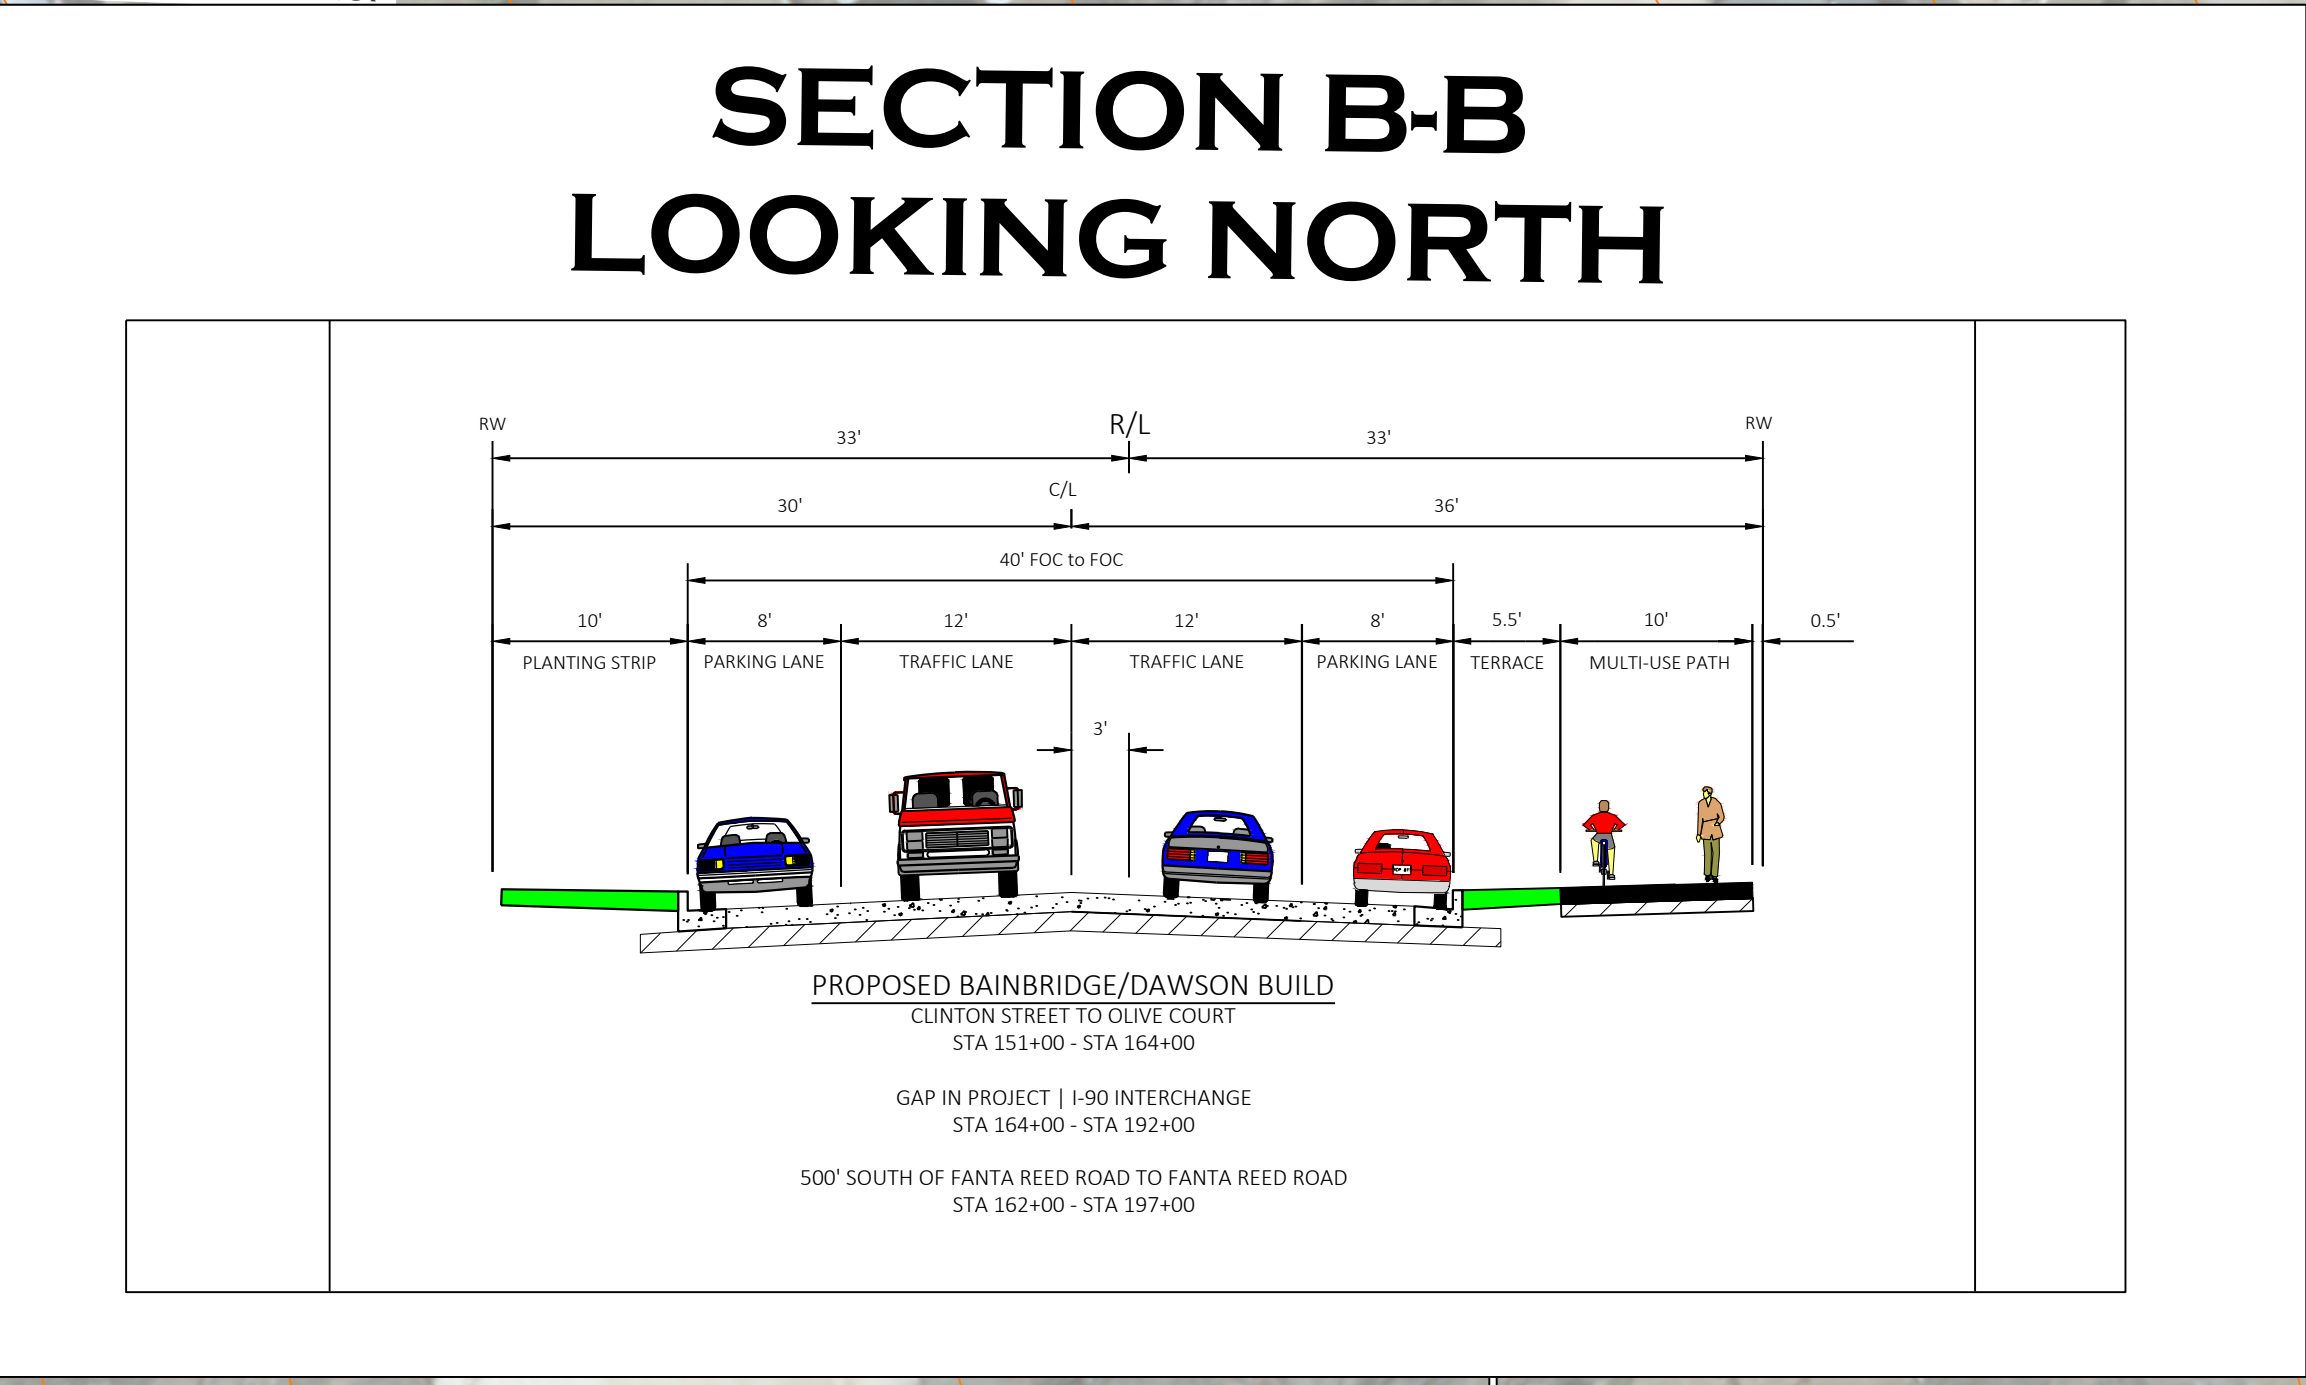 SECTION B-B
LOOKING NORTH
RW
R/L
RW
33'
33'
C/L
30'
36'
40' FOC to FOC
10'
8'
12'
12'
8'
5.5'
10'
0.5'
PLANTING STRIP
PARKING LANE
TRAFFIC LANE
TRAFFIC LANE
PARKING LANE
TERRACE
MULTI-USE PATH
3'
PROPOSED BAINBRIDGE/DAWSON BUILD
CLINTON STREET TO OLIVE COURT
STA 151+00 - STA 164+00
GAP IN PROJECT | I-90 INTERCHANGE
STA 164+00 - STA 192+00
500' SOUTH OF FANTA REED ROAD TO FANTA REED ROAD
STA 162+00 - STA 197+00